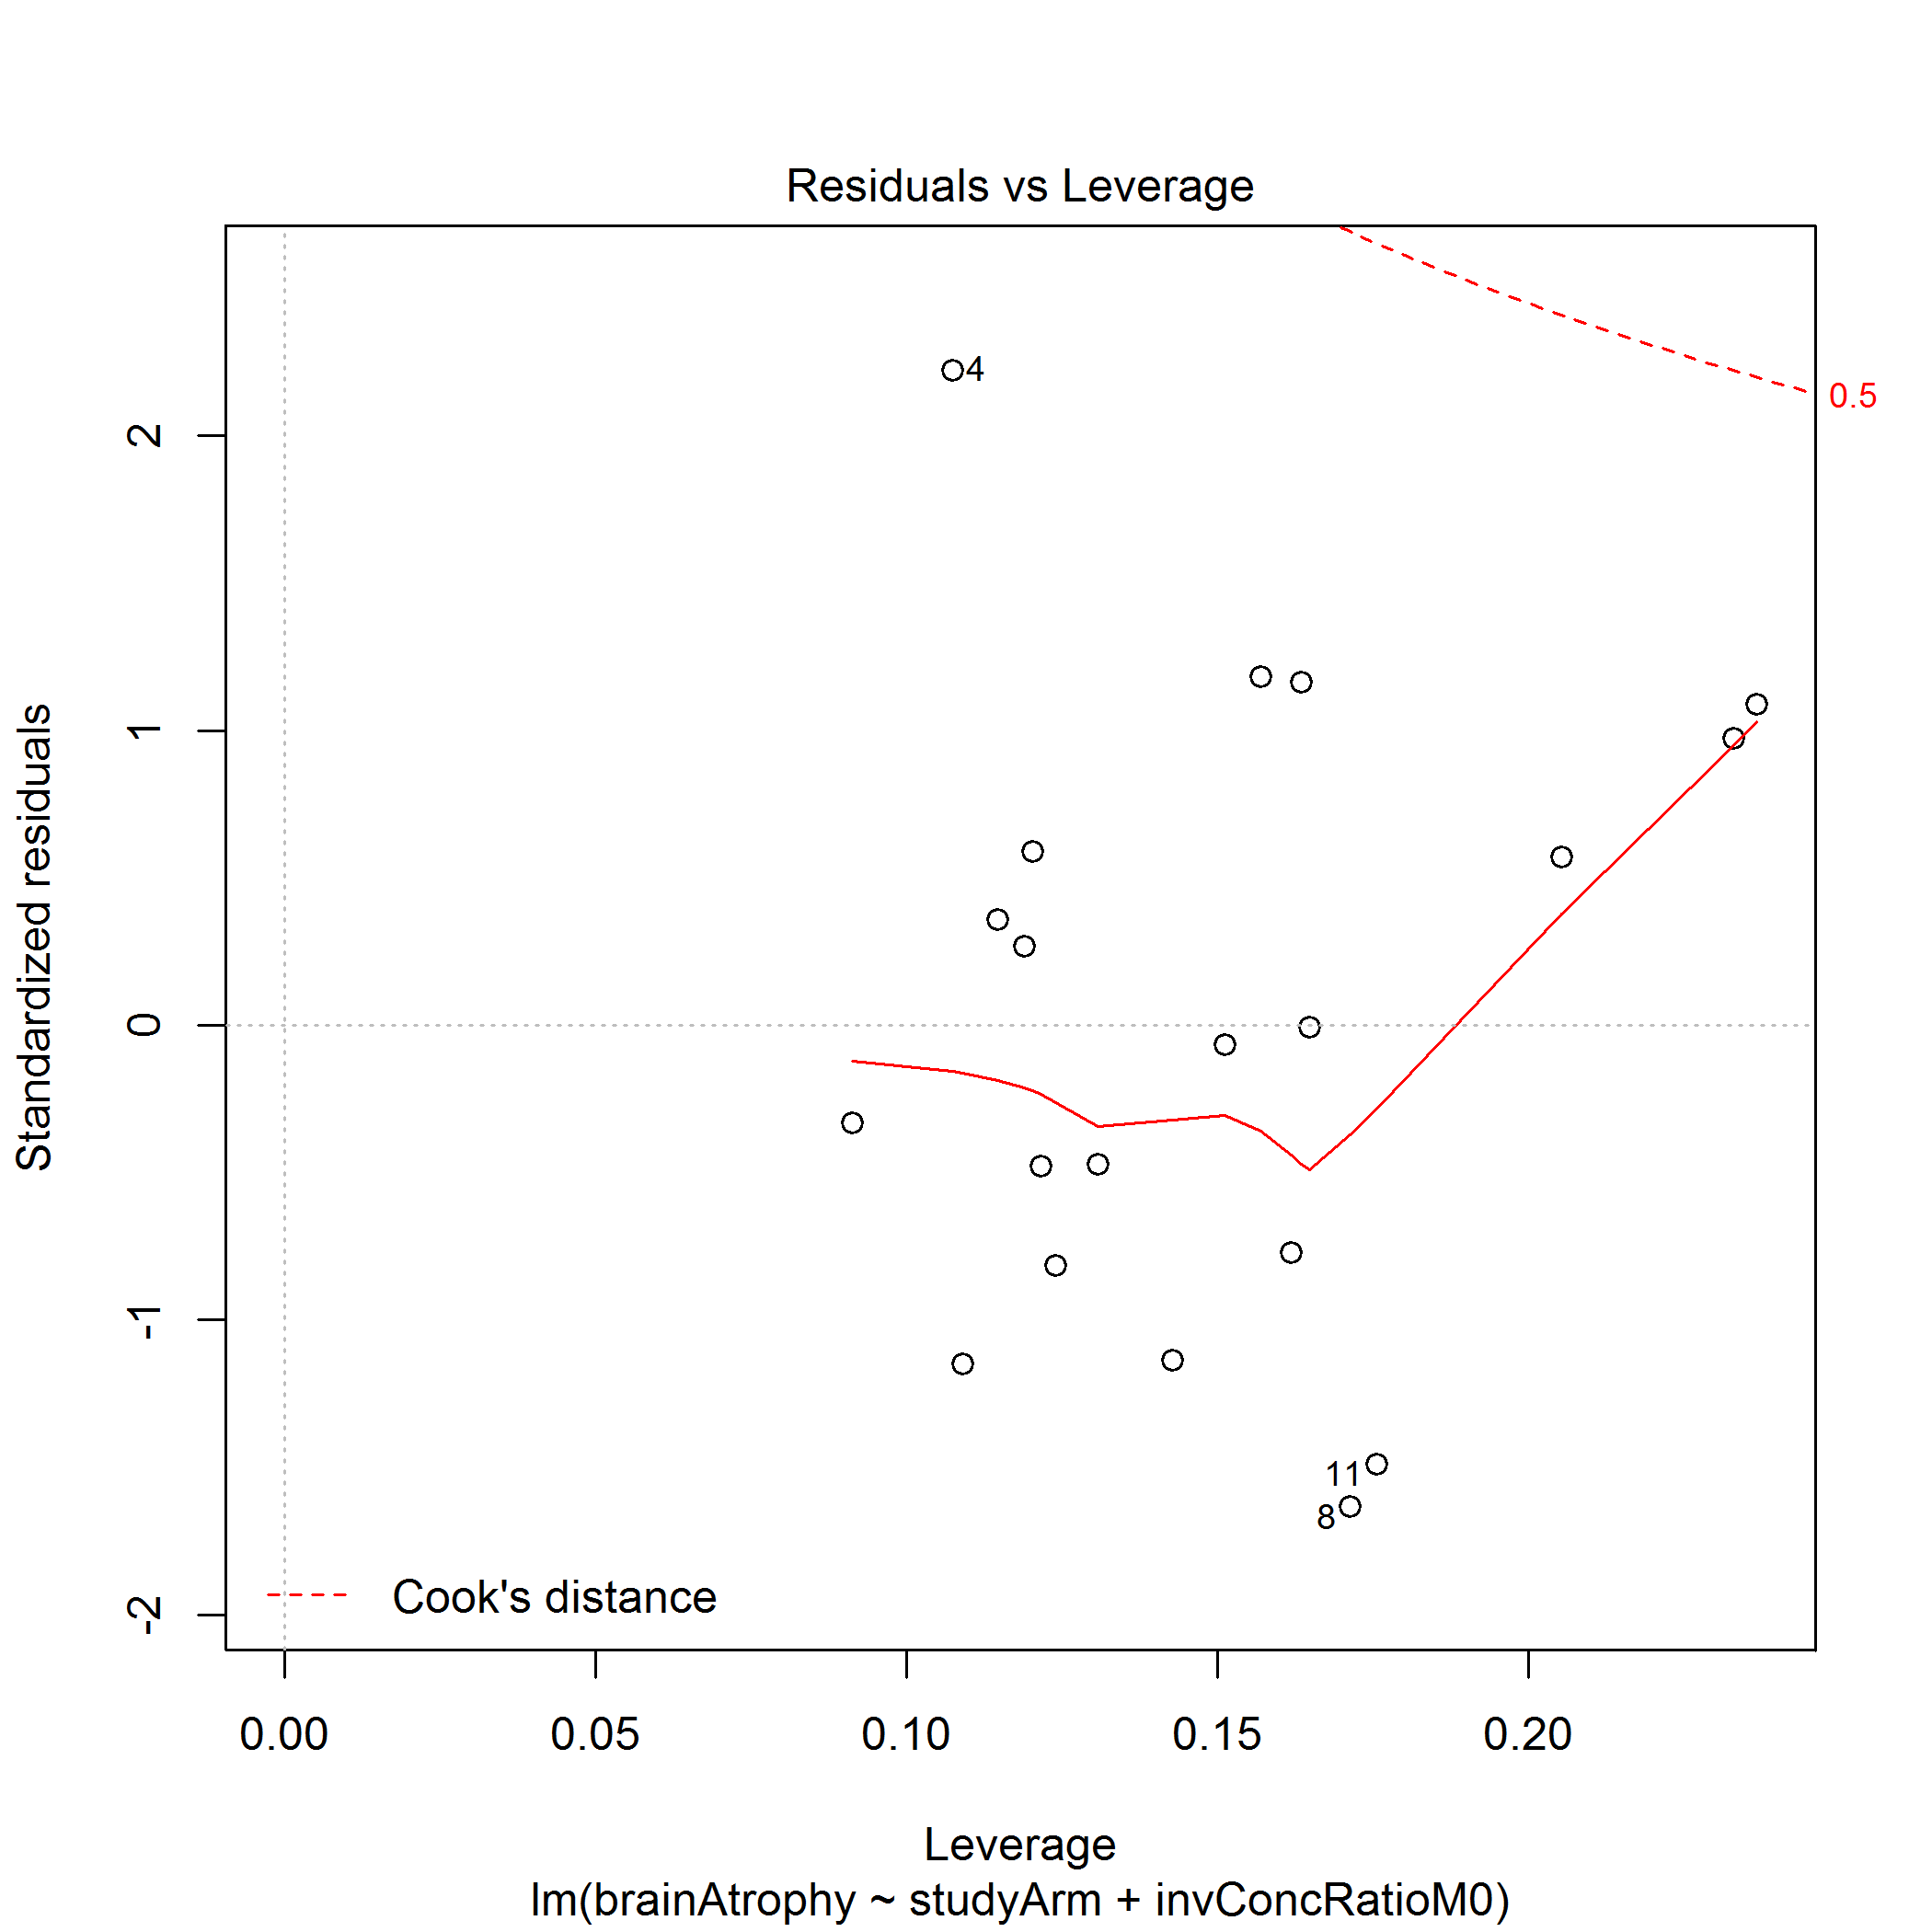 Residuals vs Leverage
4
0.5
2
1
0
-1
-2
Standardized residuals
11
8
Cook's distance
0.00 0.05 0.10 0.15 0.20
Leverage
lm(brainAtrophy ~ studyArm + invConcRatioM0)